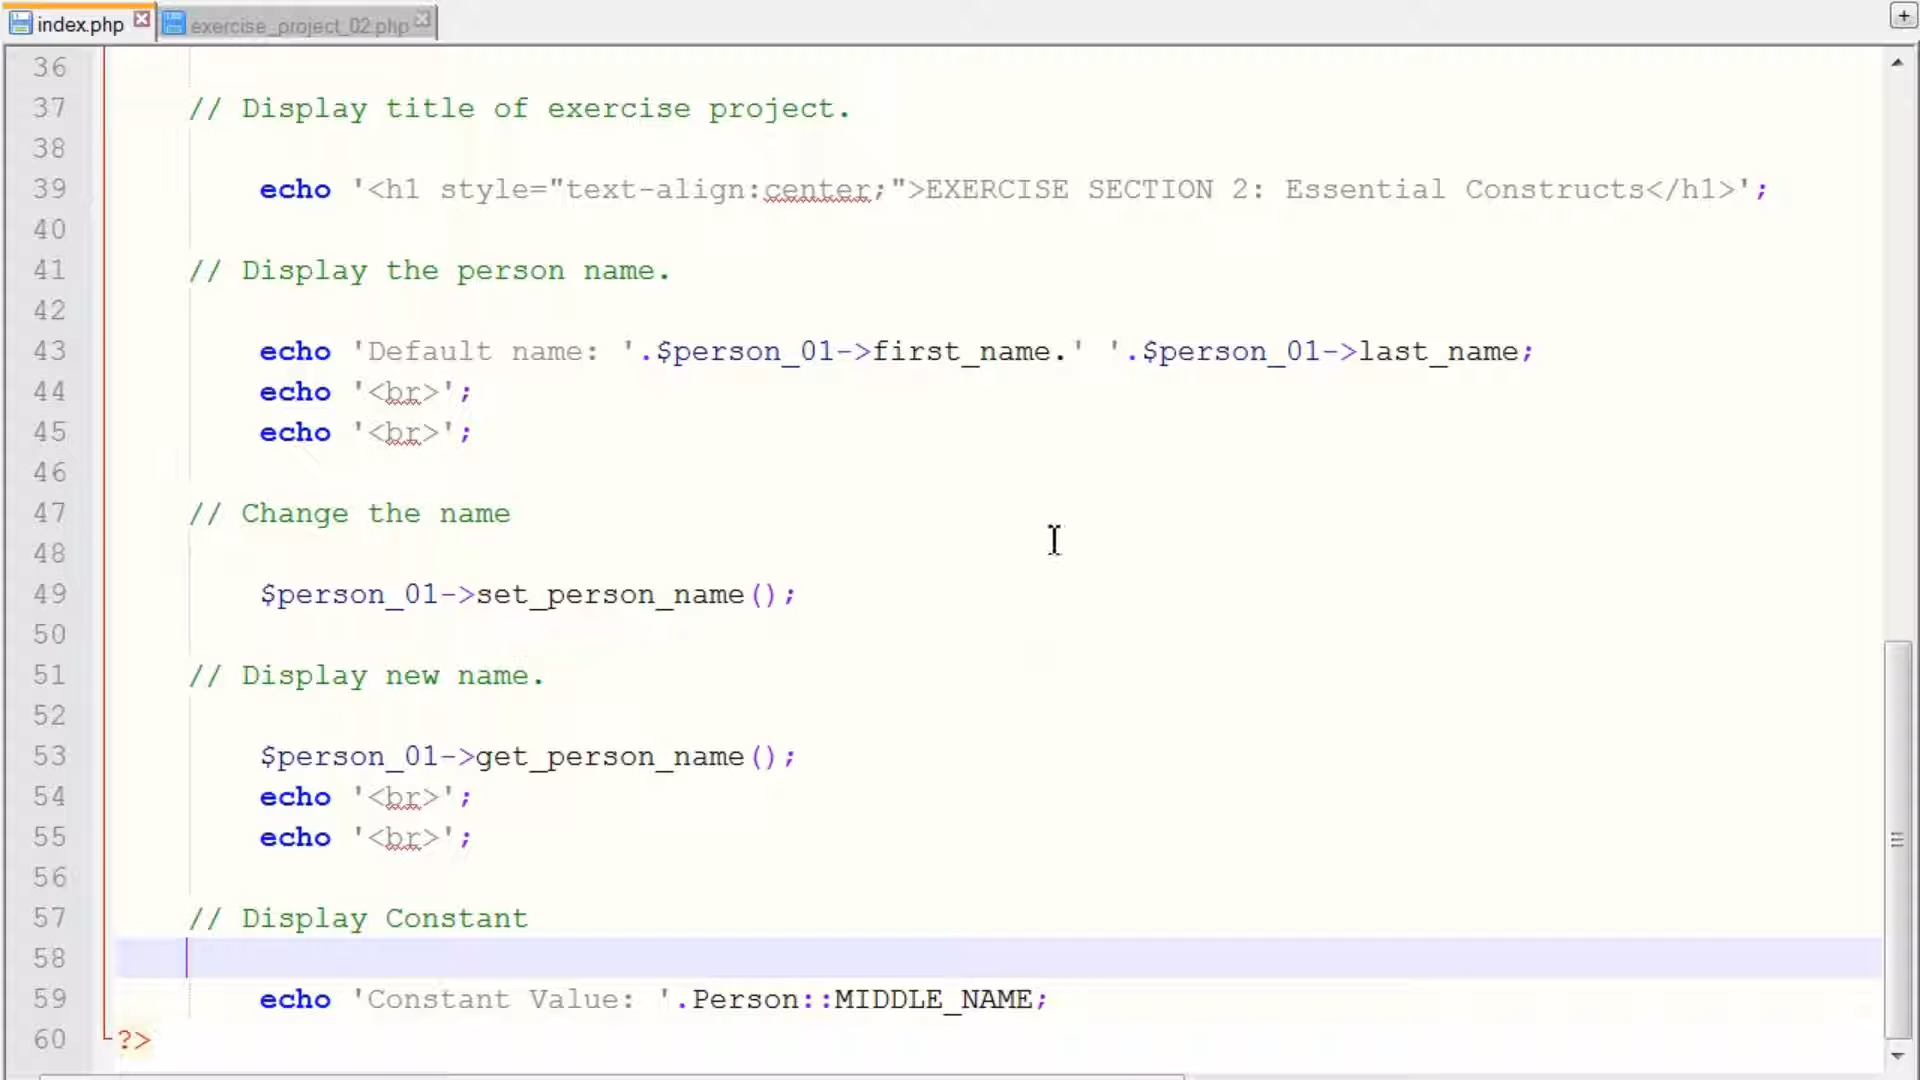 index.php exercise_project_02.php
36
37 // Display title of exercise project.
38
39 echo '<h1 style="text-align:center;">EXERCISE SECTION 2: Essential Constructs</h1>';
40
41 // Display the person name.
42
43 echo 'Default name: '.$person_01->first_name.' '.$person_01->last_name;
44 echo '<br>';
45 echo '<br>';
46
47 // Change the name
48
49 $person_01->set_person_name();
50
51 // Display new name.
52
53 $person_01->get_person_name();
54 echo '<br>';
55 echo '<br>';
56
57 // Display Constant
58
59 echo 'Constant Value: '.Person::MIDDLE_NAME;
60 ?>